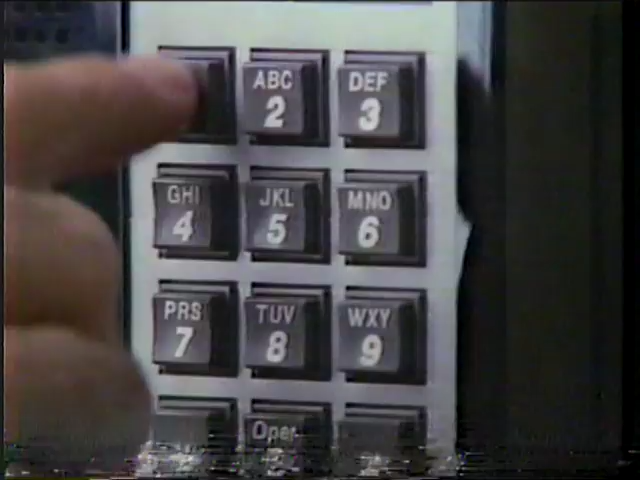 ABC DEF
2 3
GHI JKL MNO
4 5 6
PRS TUV WXY
7 8 9
Oper